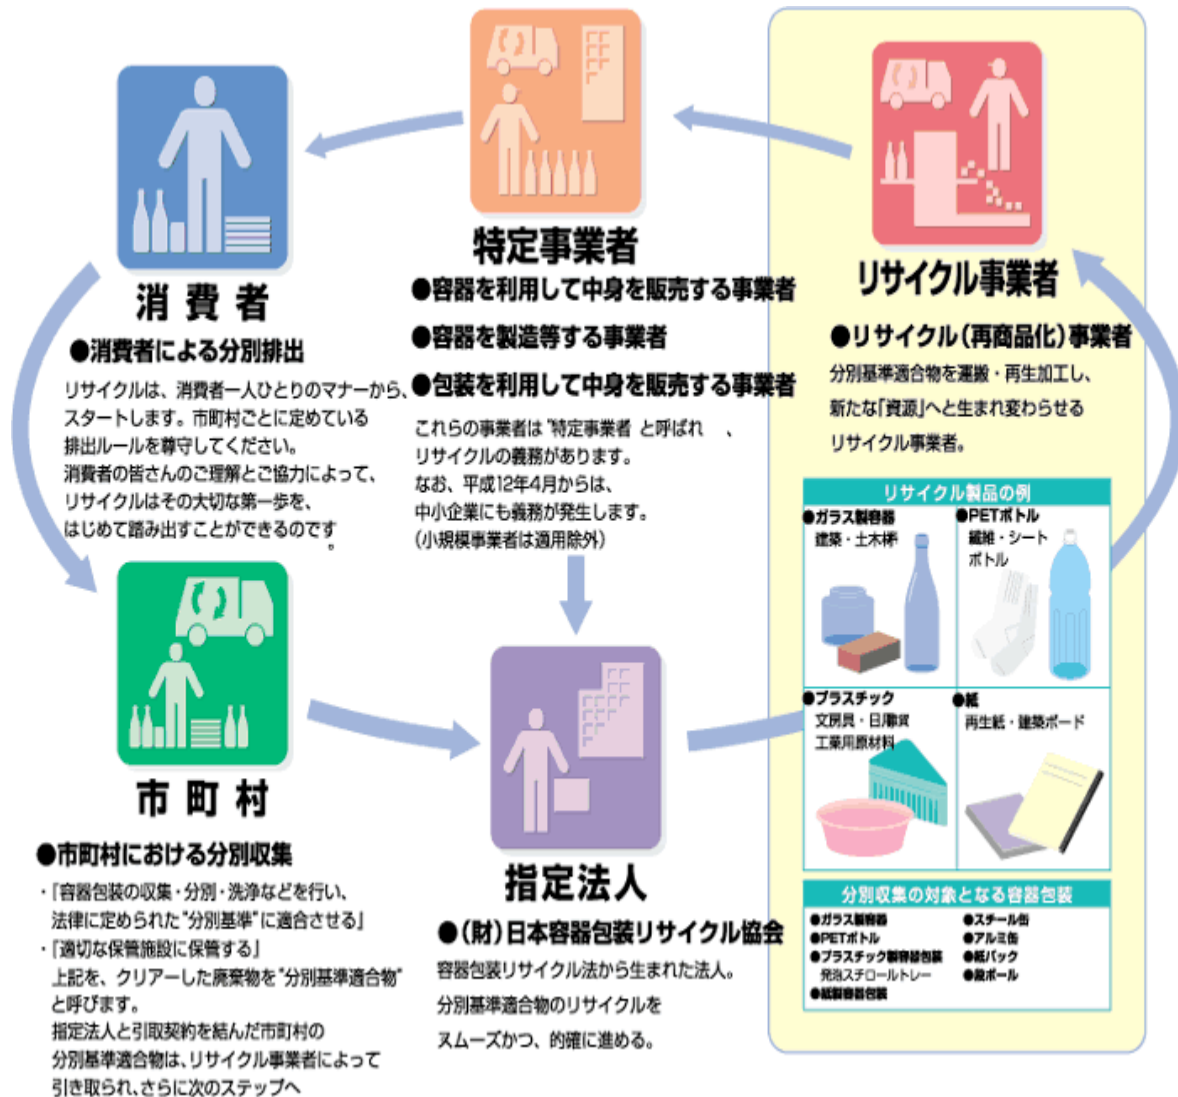 消費者
●消費者による分別排出
リサイクルは、消費者一人ひとりのマナーから、
スタートします。市町村ごとに定めている
排出ルールを尊守してください。
消費者の皆さんのご理解とご協力によって、
リサイクルはその大切な第一歩を、
はじめて踏み出すことができるのです。
特定事業者
●容器を利用して中身を販売する事業者
●容器を製造等する事業者
●包装を利用して中身を販売する事業者
これらの事業者は"特定事業者 と呼ばれ 、
リサイクルの義務があります。
なお、平成12年4月からは、
中小企業にも義務が発生します。
(小規模事業者は適用除外)
リサイクル事業者
●リサイクル(再商品化)事業者
分別基準適合物を運搬・再生加工し、
新たな「資源」へと生まれ変わらせる
リサイクル事業者。
リサイクル製品の例
●ガラス製容器
建築・土木材
●PETボトル
繊維・シート
ボトル
●プラスチック
文房具・日用雑貨
工業用原材料
●紙
再生紙・建築ボード
分別収集の対象となる容器包装
●ガラス製容器
●PETボトル
●プラスチック製容器包装
発泡スチロールトレー
●紙製容器包装
●スチール缶
●アルミ缶
●紙パック
●段ボール
市町村
●市町村における分別収集
・「容器包装の収集・分別・洗浄などを行い、
法律に定められた"分別基準"に適合させる」
・「適切な保管施設に保管する」
上記を、クリアーした廃棄物を"分別基準適合物"
と呼びます。
指定法人と引取契約を結んだ市町村の
分別基準適合物は、リサイクル事業者によって
引き取られ、さらに次のステップへ
指定法人
●(財)日本容器包装リサイクル協会
容器包装リサイクル法から生まれた法人。
分別基準適合物のリサイクルを
スムーズかつ、的確に進める。